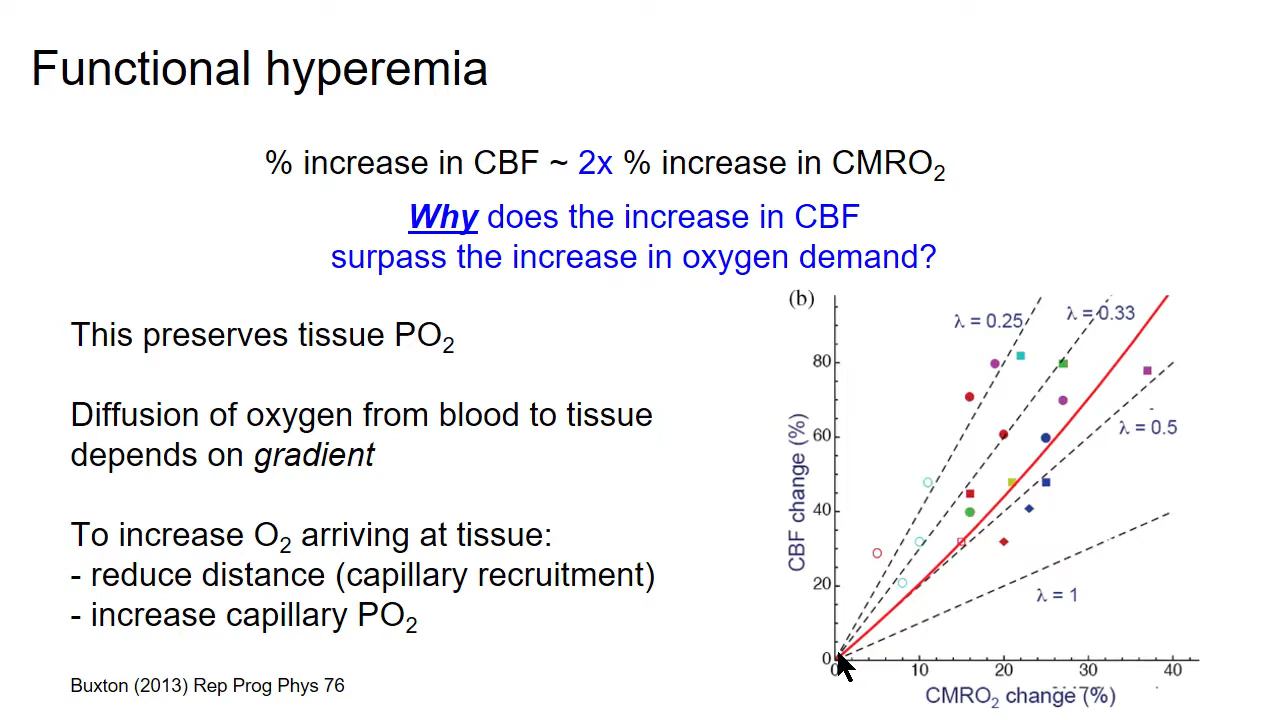 Functional hyperemia
% increase in CBF ~ 2x % increase in CMRO₂
Why does the increase in CBF
surpass the increase in oxygen demand?
This preserves tissue PO₂
Diffusion of oxygen from blood to tissue
depends on gradient
To increase O₂ arriving at tissue:
- reduce distance (capillary recruitment)
- increase capillary PO₂
Buxton (2013) Rep Prog Phys 76
(b)
λ = 0.25
λ = 0.33
λ = 0.5
λ = 1
CBF change (%)
80
60
40
20
0
0 10 20 30 40
CMRO₂ change (%)